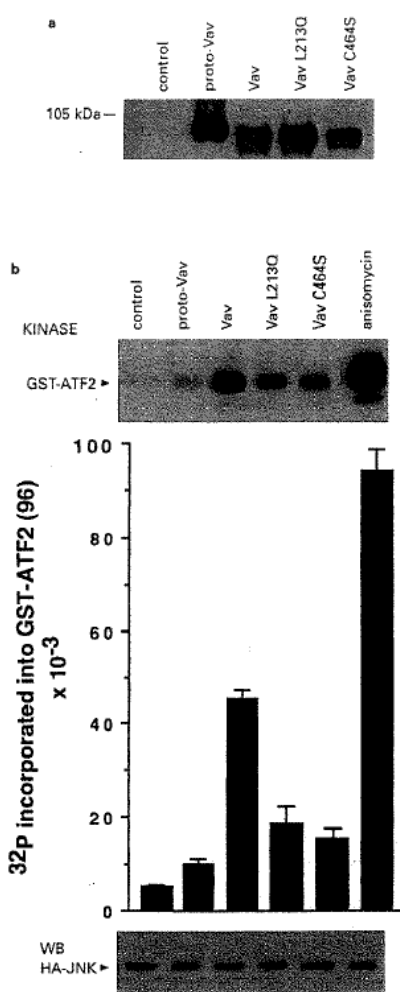 a
control
proto-Vav
Vav
Vav L213Q
Vav C464S
105 kDa
b
control
proto-Vav
Vav
Vav L213Q
Vav C464S
anisomycin
KINASE
GST-ATF2
100
80
60
40
20
0
32p incorporated into GST-ATF2 (96)
x 10-3
WB
HA-JNK